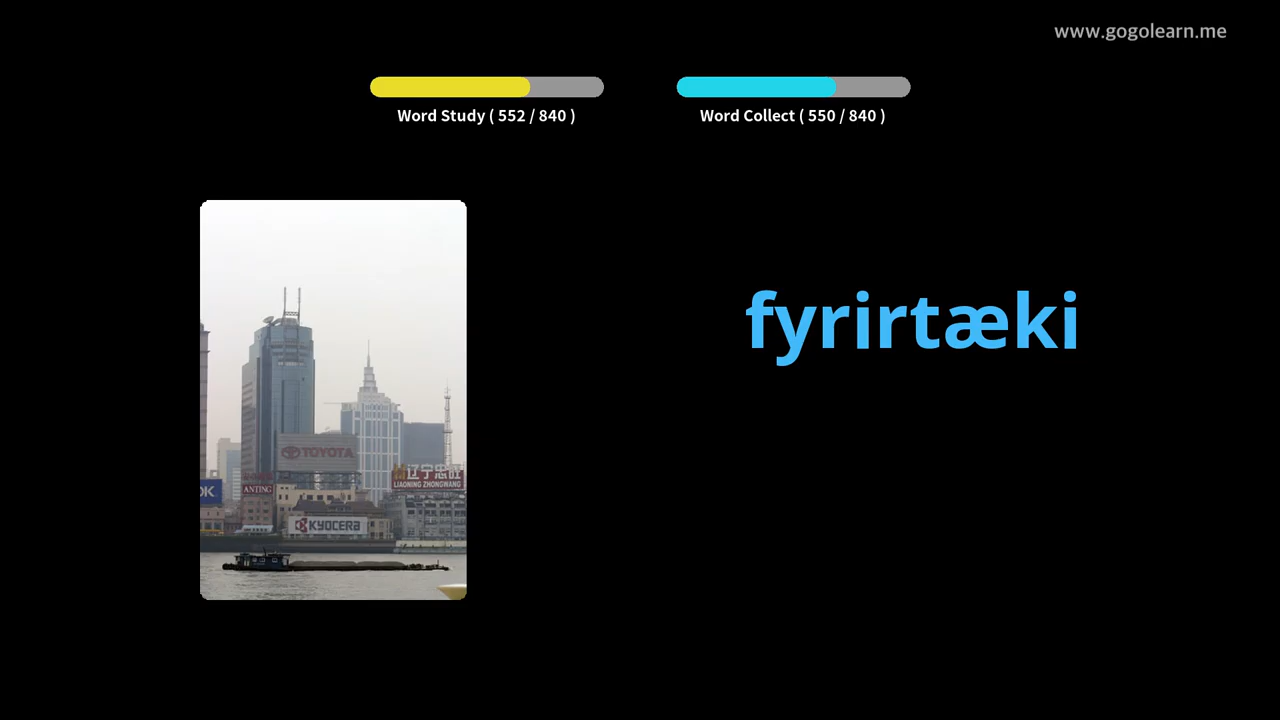 www.gogolearn.me
Word Study ( 552 / 840 )
Word Collect ( 550 / 840 )
fyrirtæki
TOYOTA
辽宁忠旺
LIAONING ZHONGWANG
ANTING
OK
KYOCERA